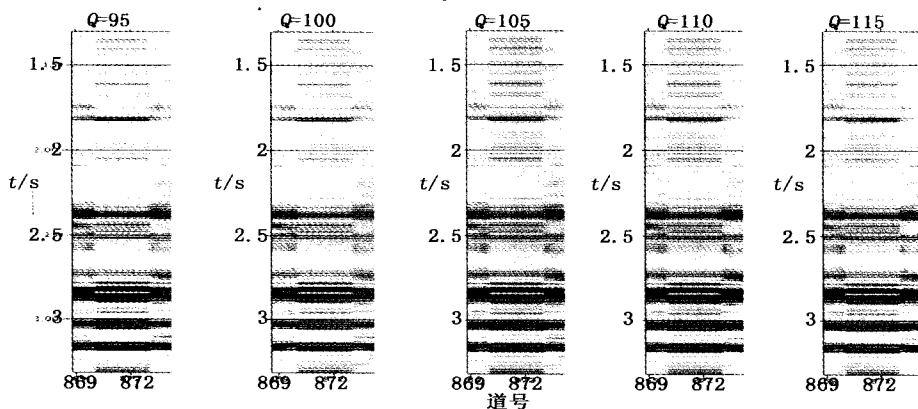 Q=95 Q=100 Q=105 Q=110 Q=115
1.5 1.5 1.5 1.5 1.5
2 2 2 2 2
t/s t/s t/s t/s t/s
2.5 2.5 2.5 2.5 2.5
3 3 3 3 3
869 872 869 872 869 872 869 872 869 872
道号